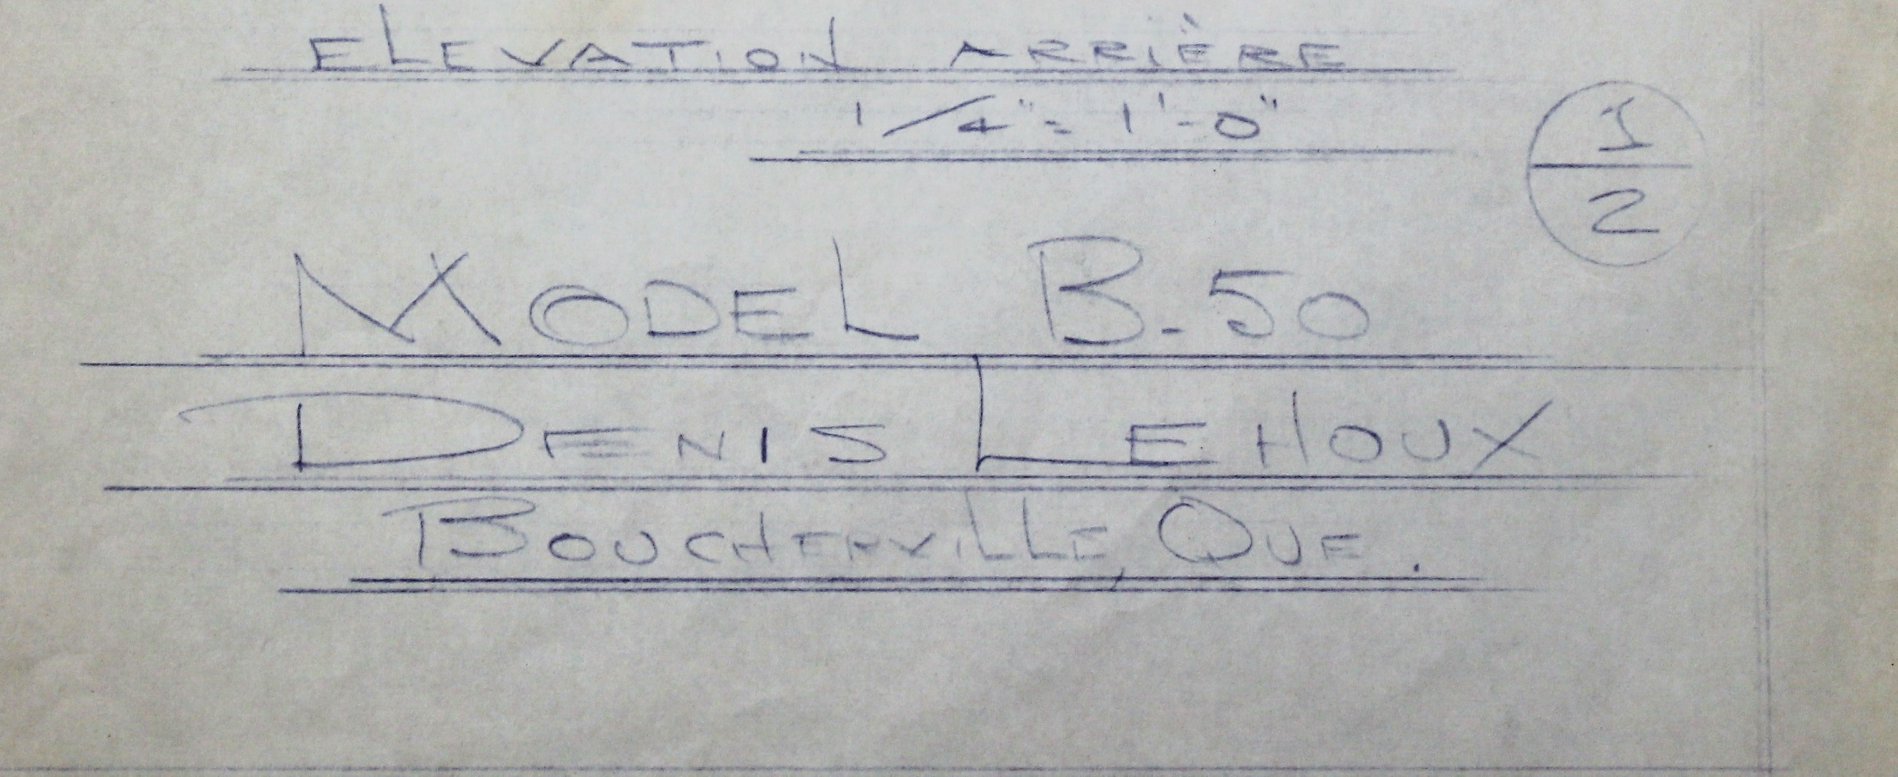 ELEVATION ARRIÈRE
1/4" = 1'-0"
1
2
MODEL B-50
DENIS LEHOUX
BOUCHERVILLE, QUE.